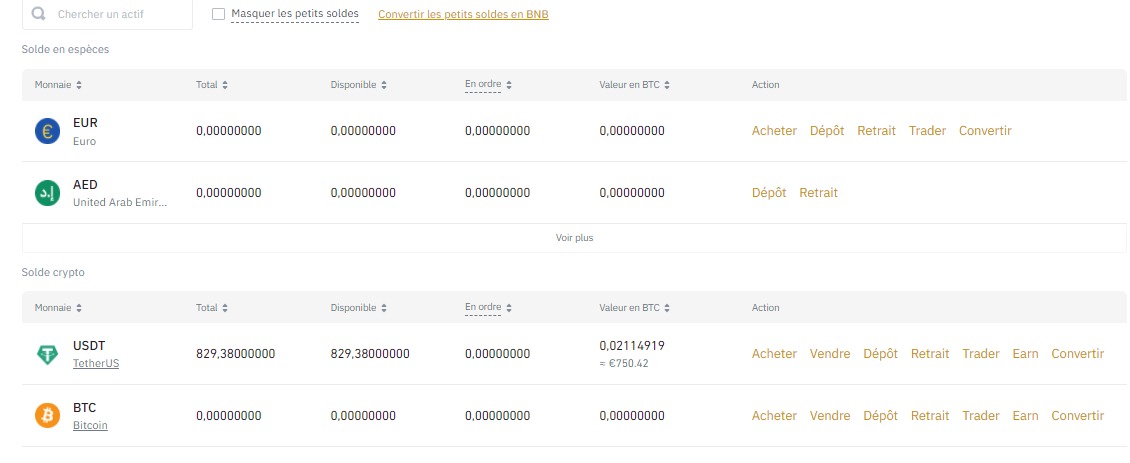 Chercher un actif Masquer les petits soldes Convertir les petits soldes en BNB
Solde en espèces
Monnaie Total Disponible En ordre Valeur en BTC Action
EUR
Euro
0,00000000 0,00000000 0,00000000 0,00000000 Acheter Dépôt Retrait Trader Convertir
AED
United Arab Emir...
0,00000000 0,00000000 0,00000000 0,00000000 Dépôt Retrait
Voir plus
Solde crypto
Monnaie Total Disponible En ordre Valeur en BTC Action
USDT
TetherUS
829,38000000 829,38000000 0,00000000 0,02114919
≈ €750.42
Acheter Vendre Dépôt Retrait Trader Earn Convertir
BTC
Bitcoin
0,00000000 0,00000000 0,00000000 0,00000000 Acheter Vendre Dépôt Retrait Trader Earn Convertir